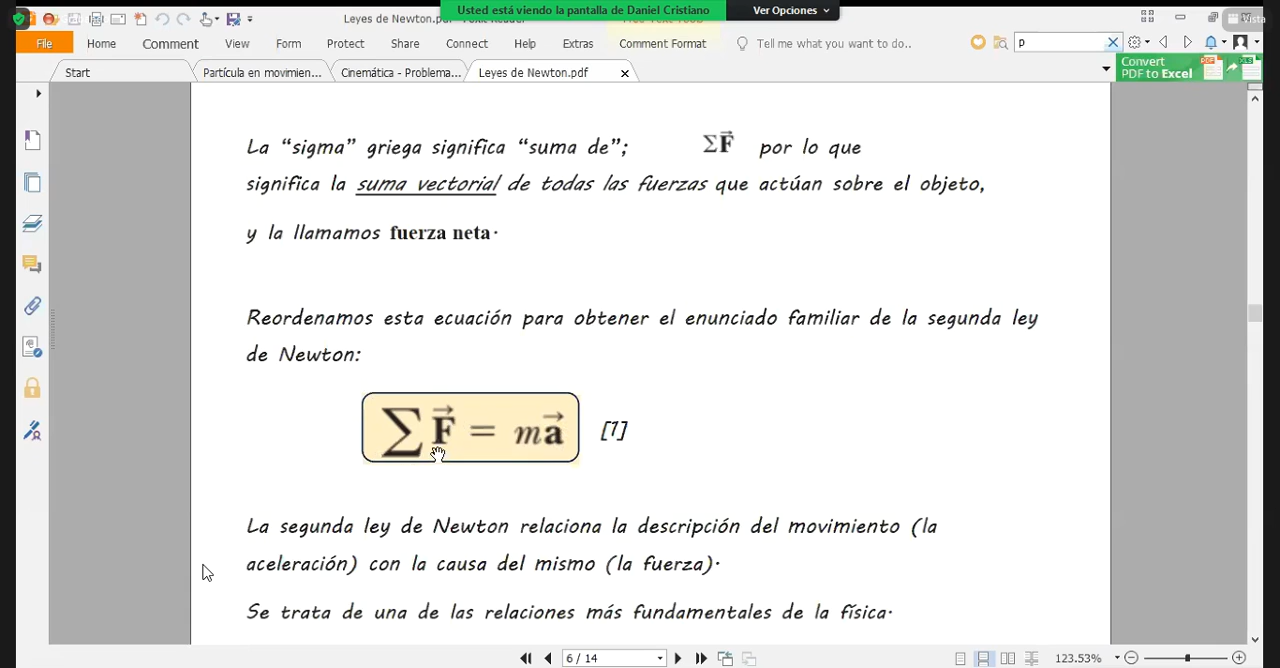 Leyes de Newton.pdf
Usted está viendo la pantalla de Daniel Cristiano
Ver Opciones
Vista
File Home Comment View Form Protect Share Connect Help Extras Comment Format Tell me what you want to do.. p
Start Partícula en movimien... Cinemática - Problema... Leyes de Newton.pdf
Convert
PDF to Excel
La “sigma” griega significa “suma de”; ΣF⃗ por lo que
significa la suma vectorial de todas las fuerzas que actúan sobre el objeto,
y la llamamos fuerza neta.
Reordenamos esta ecuación para obtener el enunciado familiar de la segunda ley
de Newton:
∑F⃗ = ma⃗ [1]
La segunda ley de Newton relaciona la descripción del movimiento (la
aceleración) con la causa del mismo (la fuerza).
Se trata de una de las relaciones más fundamentales de la física.
6 / 14 123.53%